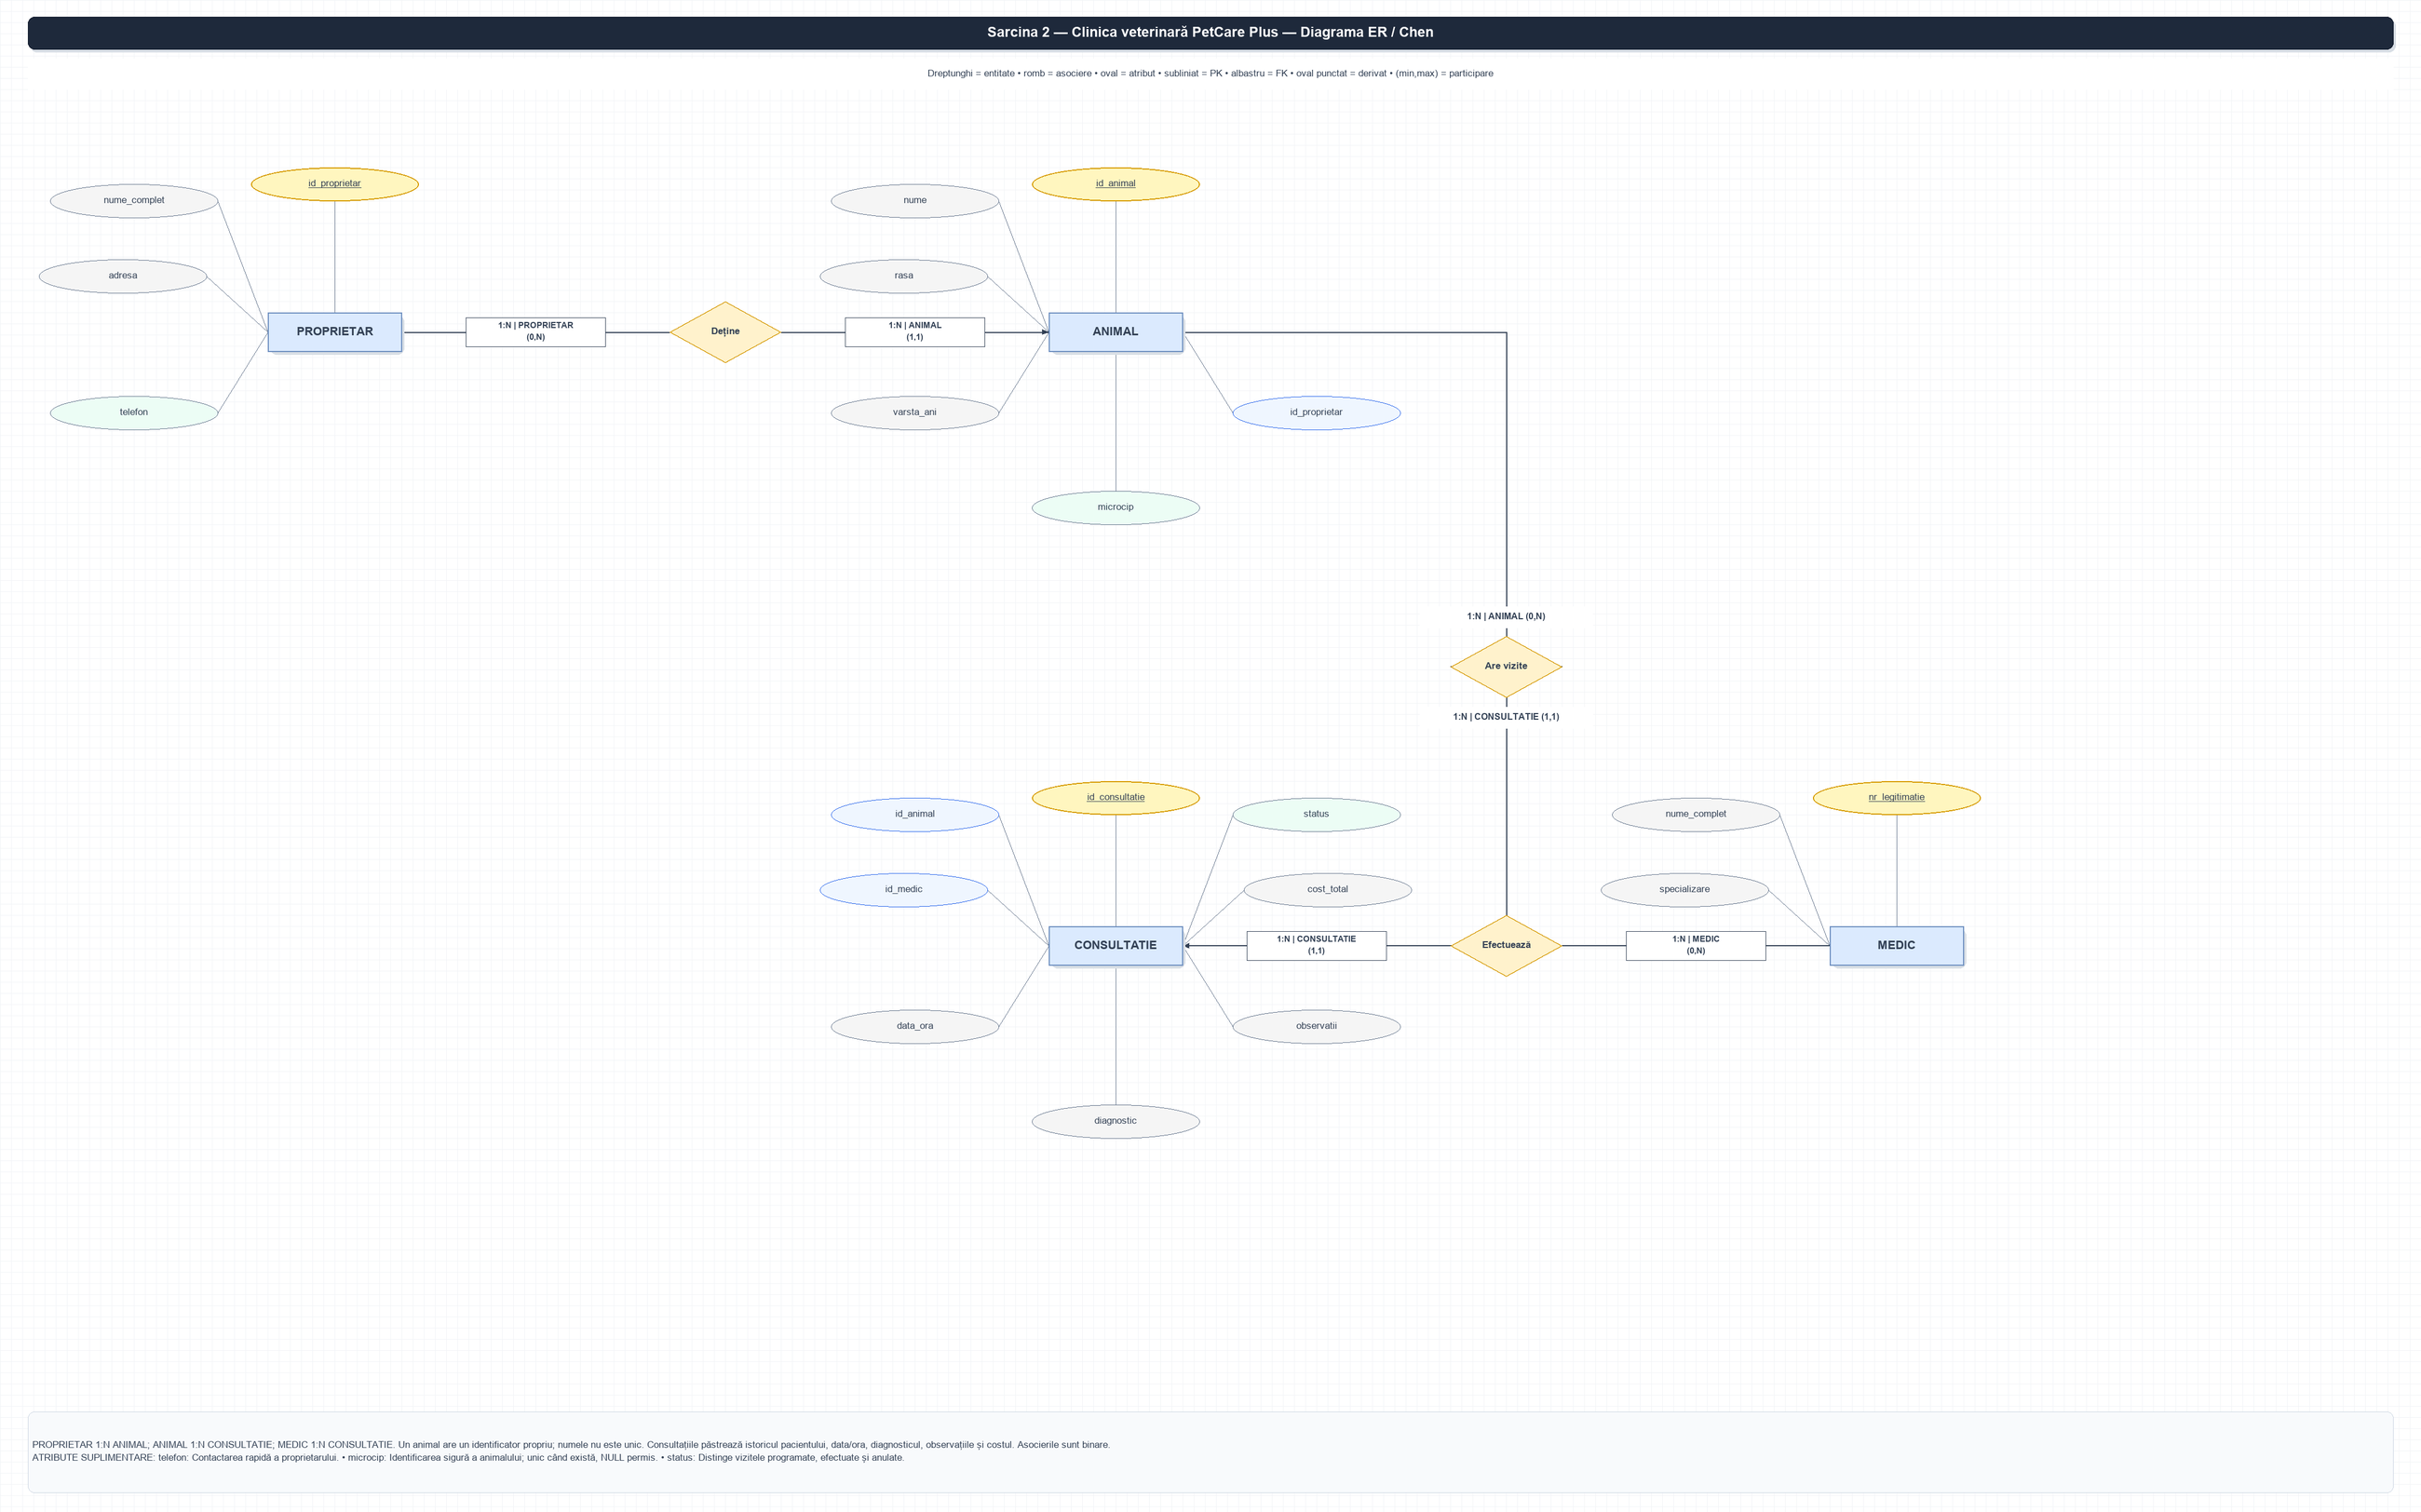 Sarcina 2 — Clinica veterinară PetCare Plus — Diagrama ER / Chen
Dreptunghi = entitate • romb = asociere • oval = atribut • subliniat = PK • albastru = FK • oval punctat = derivat • (min,max) = participare
id_proprietar
nume_complet
adresa
PROPRIETAR
telefon
1:N | PROPRIETAR
(0,N)
Deține
1:N | ANIMAL
(1,1)
id_animal
nume
rasa
ANIMAL
varsta_ani
id_proprietar
microcip
1:N | ANIMAL (0,N)
Are vizite
1:N | CONSULTATIE (1,1)
id_consultatie
id_animal
status
id_medic
cost_total
CONSULTATIE
1:N | CONSULTATIE
(1,1)
Efectuează
1:N | MEDIC
(0,N)
nr_legitimatie
nume_complet
specializare
MEDIC
data_ora
observatii
diagnostic
PROPRIETAR 1:N ANIMAL; ANIMAL 1:N CONSULTATIE; MEDIC 1:N CONSULTATIE. Un animal are un identificator propriu; numele nu este unic. Consultațiile păstrează istoricul pacientului, data/ora, diagnosticul, observațiile și costul. Asocierile sunt binare.
ATRIBUTE SUPLIMENTARE: telefon: Contactarea rapidă a proprietarului. • microcip: Identificarea sigură a animalului; unic când există, NULL permis. • status: Distinge vizitele programate, efectuate și anulate.